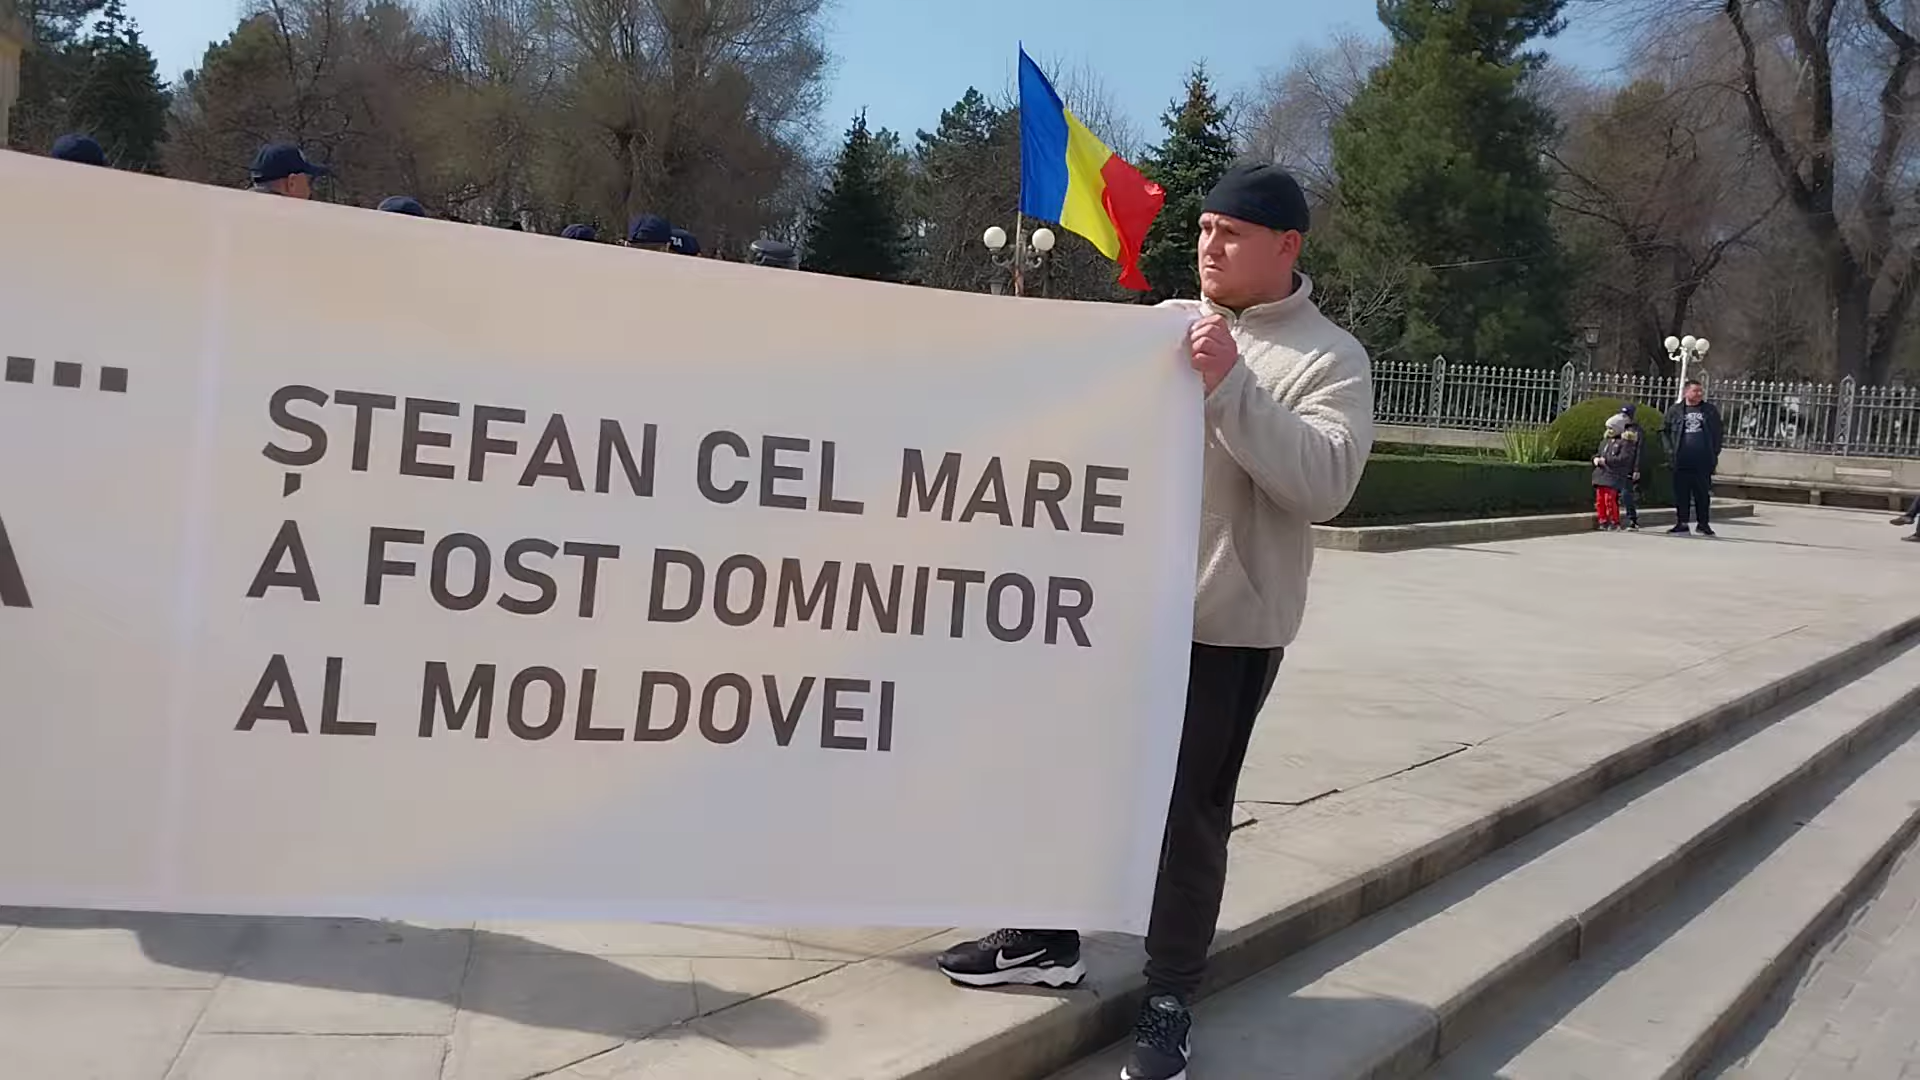 ...
A
ȘTEFAN CEL MARE
A FOST DOMNITOR
AL MOLDOVEI